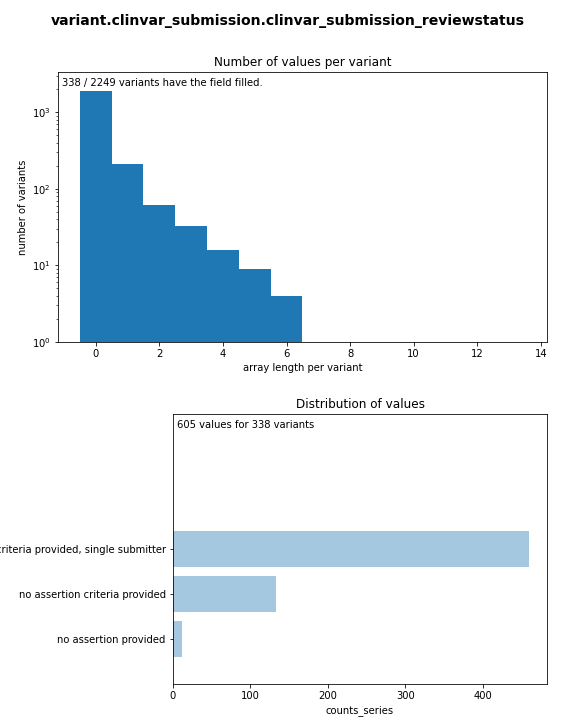 variant.clinvar_submission.clinvar_submission_reviewstatus
Number of values per variant
338 / 2249 variants have the field filled.
number of variants
10³
10²
10¹
10⁰
0 2 4 6 8 10 12 14
array length per variant
Distribution of values
605 values for 338 variants
criteria provided, single submitter
no assertion criteria provided
no assertion provided
0 100 200 300 400
counts_series